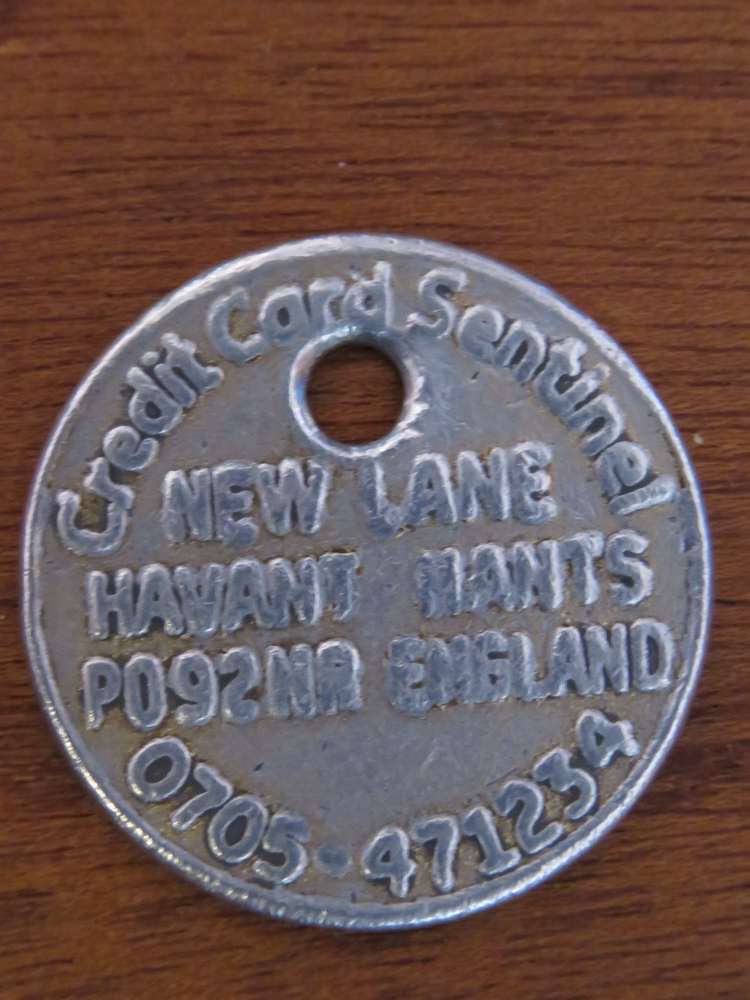 Credit Card Sentinel
NEW LANE
HAVANT HANTS
PO92NR ENGLAND
0705-471234